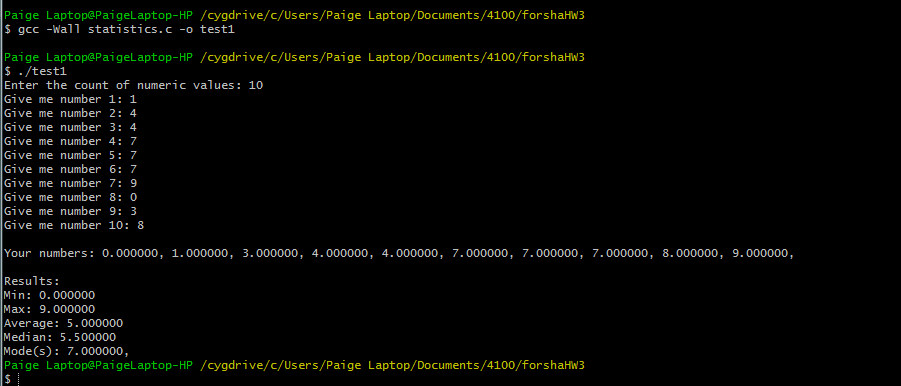 Paige Laptop@PaigeLaptop-HP /cygdrive/c/Users/Paige Laptop/Documents/4100/forshaHW3
$ gcc -Wall statistics.c -o test1
Paige Laptop@PaigeLaptop-HP /cygdrive/c/Users/Paige Laptop/Documents/4100/forshaHW3
$ ./test1
Enter the count of numeric values: 10
Give me number 1: 1
Give me number 2: 4
Give me number 3: 4
Give me number 4: 7
Give me number 5: 7
Give me number 6: 7
Give me number 7: 9
Give me number 8: 0
Give me number 9: 3
Give me number 10: 8
Your numbers: 0.000000, 1.000000, 3.000000, 4.000000, 4.000000, 7.000000, 7.000000, 7.000000, 8.000000, 9.000000,
Results:
Min: 0.000000
Max: 9.000000
Average: 5.000000
Median: 5.500000
Mode(s): 7.000000,
Paige Laptop@PaigeLaptop-HP /cygdrive/c/Users/Paige Laptop/Documents/4100/forshaHW3
$